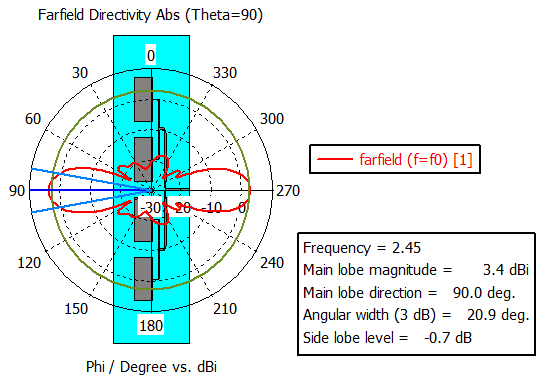 Farfield Directivity Abs (Theta=90)
0
30
330
60
300
90
-30
-20
-10
0
270
120
240
150
210
180
Phi / Degree vs. dBi
farfield (f=f0) [1]
Frequency = 2.45
Main lobe magnitude = 3.4 dBi
Main lobe direction = 90.0 deg.
Angular width (3 dB) = 20.9 deg.
Side lobe level = -0.7 dB